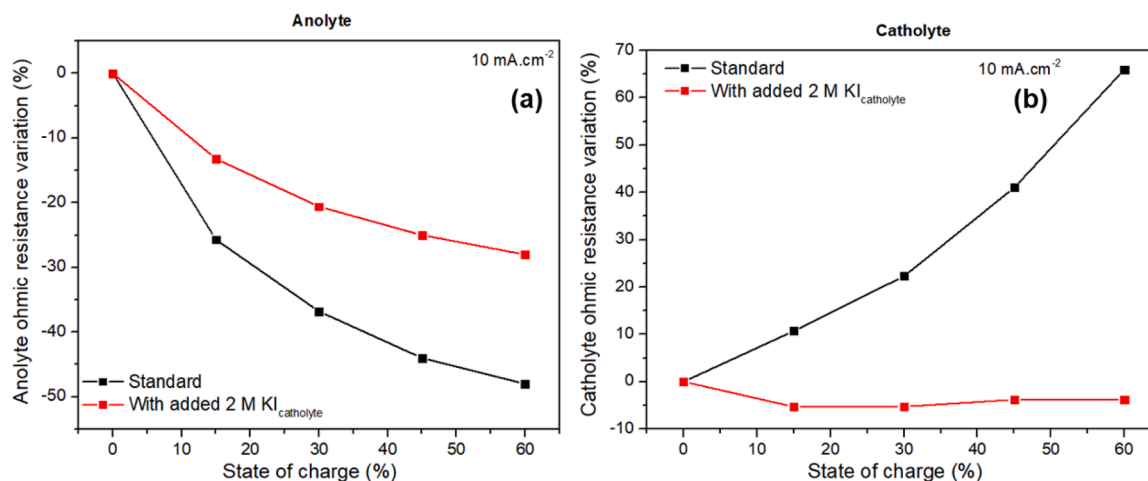 Anolyte
10 mA.cm-2
(a)
0
-10
-20
-30
-40
-50
Anolyte ohmic resistance variation (%)
Standard
With added 2 M KIcatholyte
0 10 20 30 40 50 60
State of charge (%)
Catholyte
Standard
With added 2 M KIcatholyte
10 mA.cm-2
(b)
70
60
50
40
30
20
10
0
-10
Catholyte ohmic resistance variation (%)
0 10 20 30 40 50 60
State of charge (%)